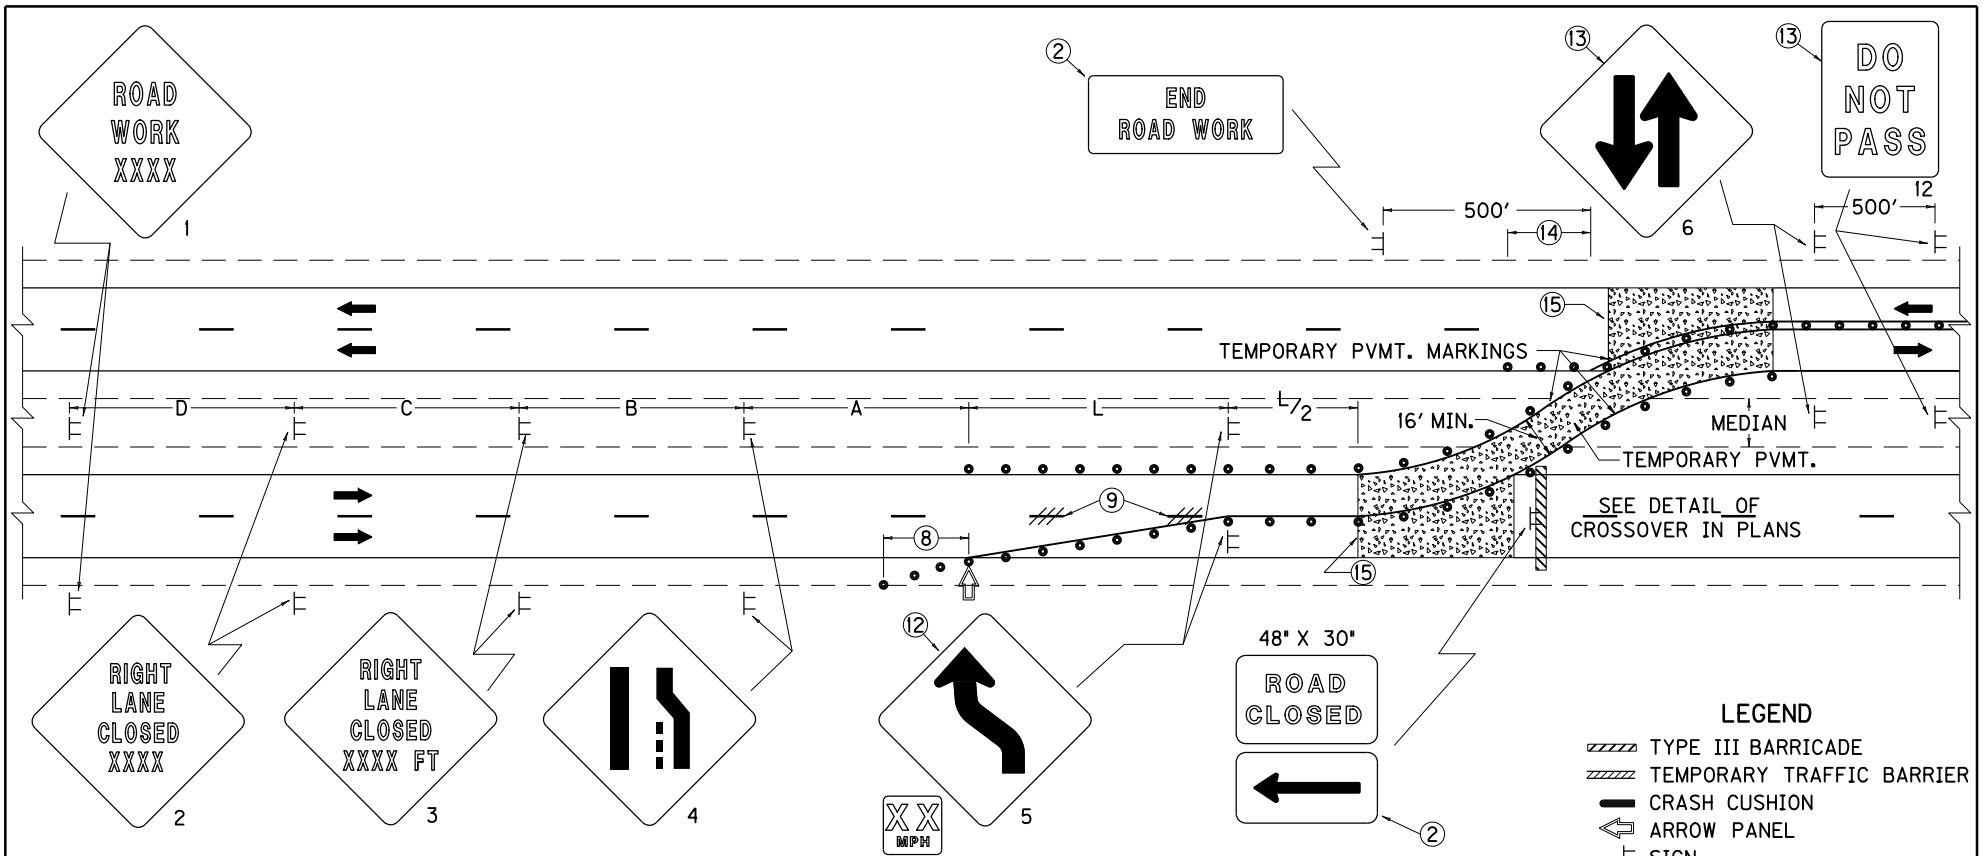 ROAD
WORK
XXXX
1
2
END
ROAD WORK
13
6
13
DO
NOT
PASS
12
500'
14
500'
15
TEMPORARY PVMT. MARKINGS
D
C
B
A
L
L/2
16' MIN.
MEDIAN
TEMPORARY PVMT.
9
SEE DETAIL OF
CROSSOVER IN PLANS
8
15
RIGHT
LANE
CLOSED
XXXX
2
RIGHT
LANE
CLOSED
XXXX FT
3
4
12
5
XX
MPH
48" X 30"
ROAD
CLOSED
2
LEGEND
TYPE III BARRICADE
TEMPORARY TRAFFIC BARRIER
CRASH CUSHION
ARROW PANEL
SIGN